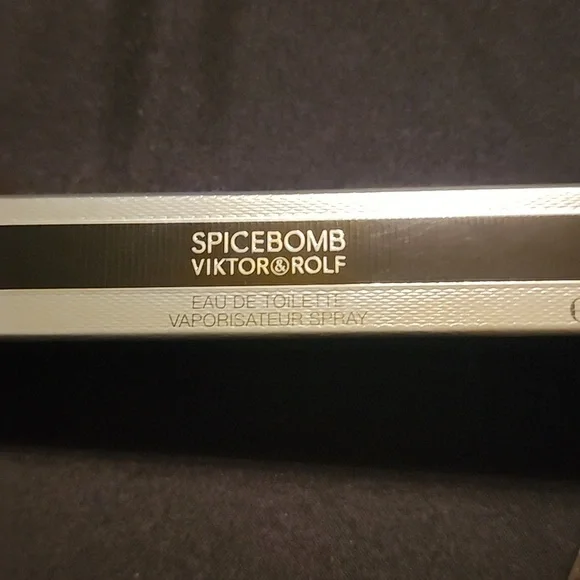 SPICEBOMB
VIKTOR&ROLF
EAU DE TOILETTE
VAPORISATEUR SPRAY